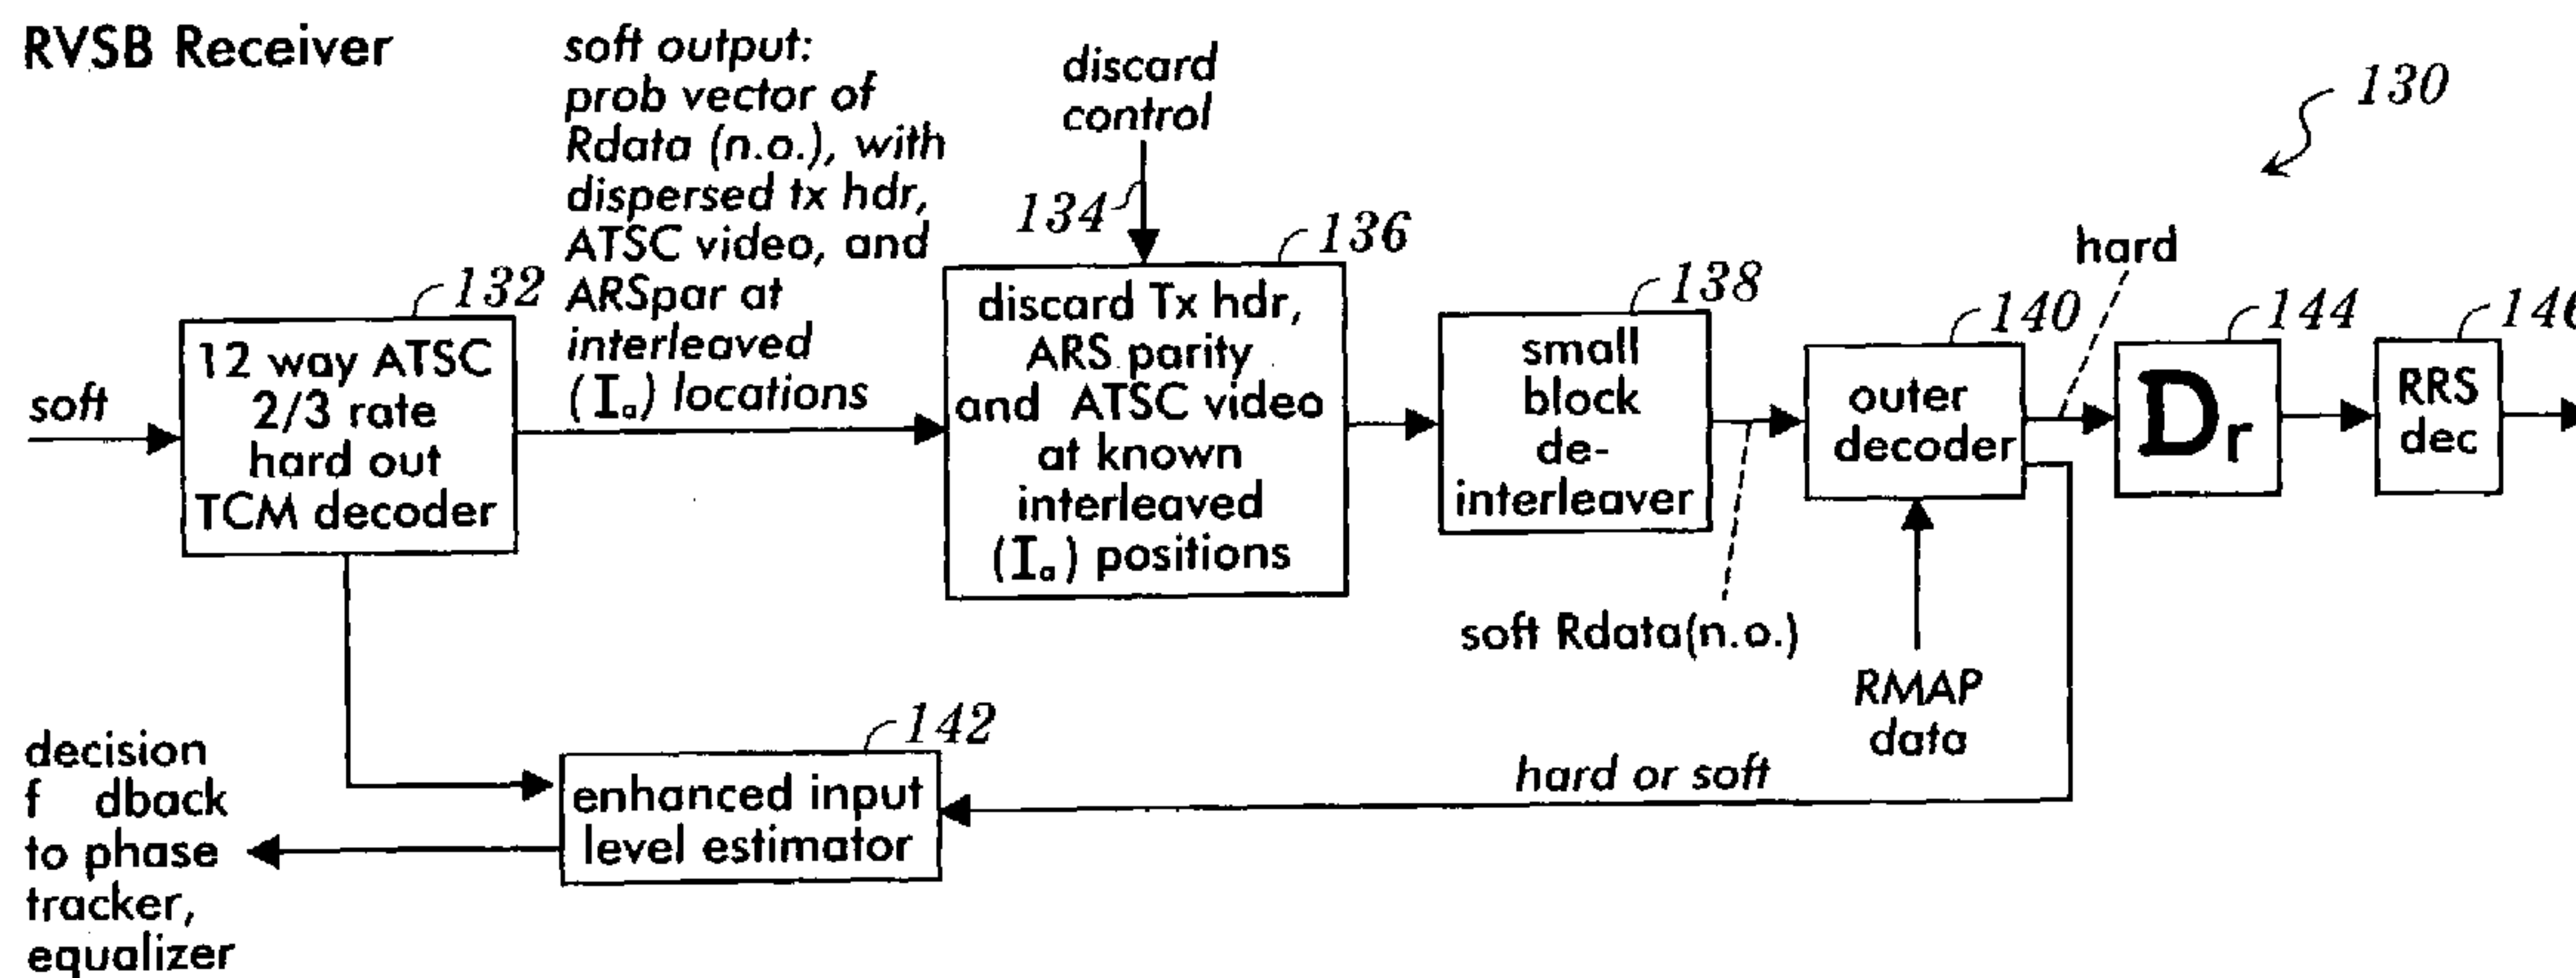 RVSB Receiver
soft output:
prob vector of
Rdata (n.o.), with
dispersed tx hdr,
ATSC video, and
ARSpar at
interleaved
(Ia) locations
discard
control
134
130
soft
132
12 way ATSC
2/3 rate
hard out
TCM decoder
136
discard Tx hdr,
ARS parity
and ATSC video
at known
interleaved
(Ia) positions
138
small
block
de-
interleaver
soft Rdata(n.o.)
140
outer
decoder
RMAP
data
hard
144
Dr
146
RRS
dec
142
enhanced input
level estimator
hard or soft
decision
f dback
to phase
tracker,
equalizer